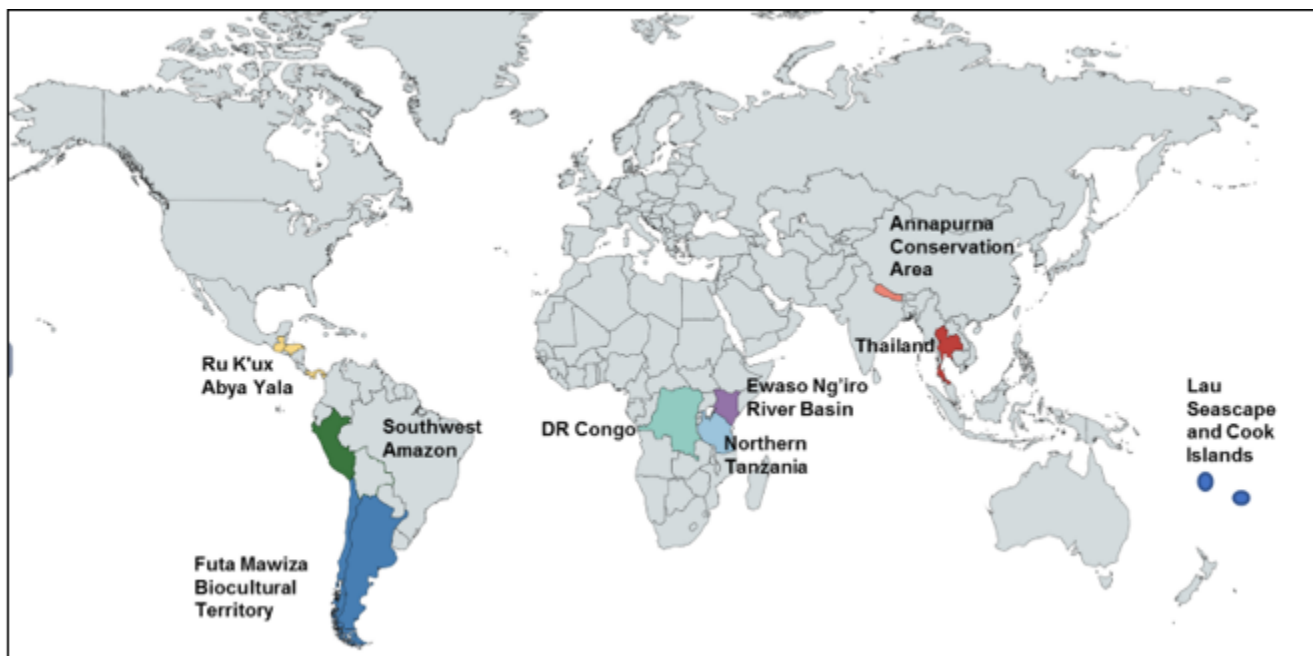 Annapurna
Conservation
Area
Ru K'ux
Abya Yala
Thailand
Ewaso Ng'iro
River Basin
Lau
Seascape
and Cook
Islands
Southwest
Amazon
DR Congo
Northern
Tanzania
Futa Mawiza
Biocultural
Territory